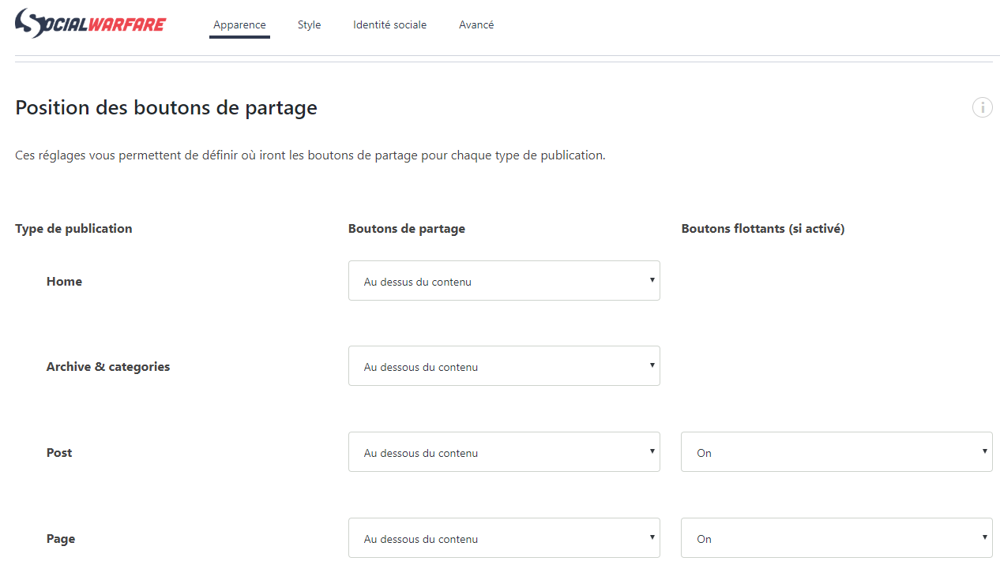 SOCIALWARFARE Apparence Style Identité sociale Avancé
Position des boutons de partage
i
Ces réglages vous permettent de définir où iront les boutons de partage pour chaque type de publication.
Type de publication Boutons de partage Boutons flottants (si activé)
Home Au dessus du contenu
Archive & categories Au dessous du contenu
Post Au dessous du contenu On
Page Au dessous du contenu On